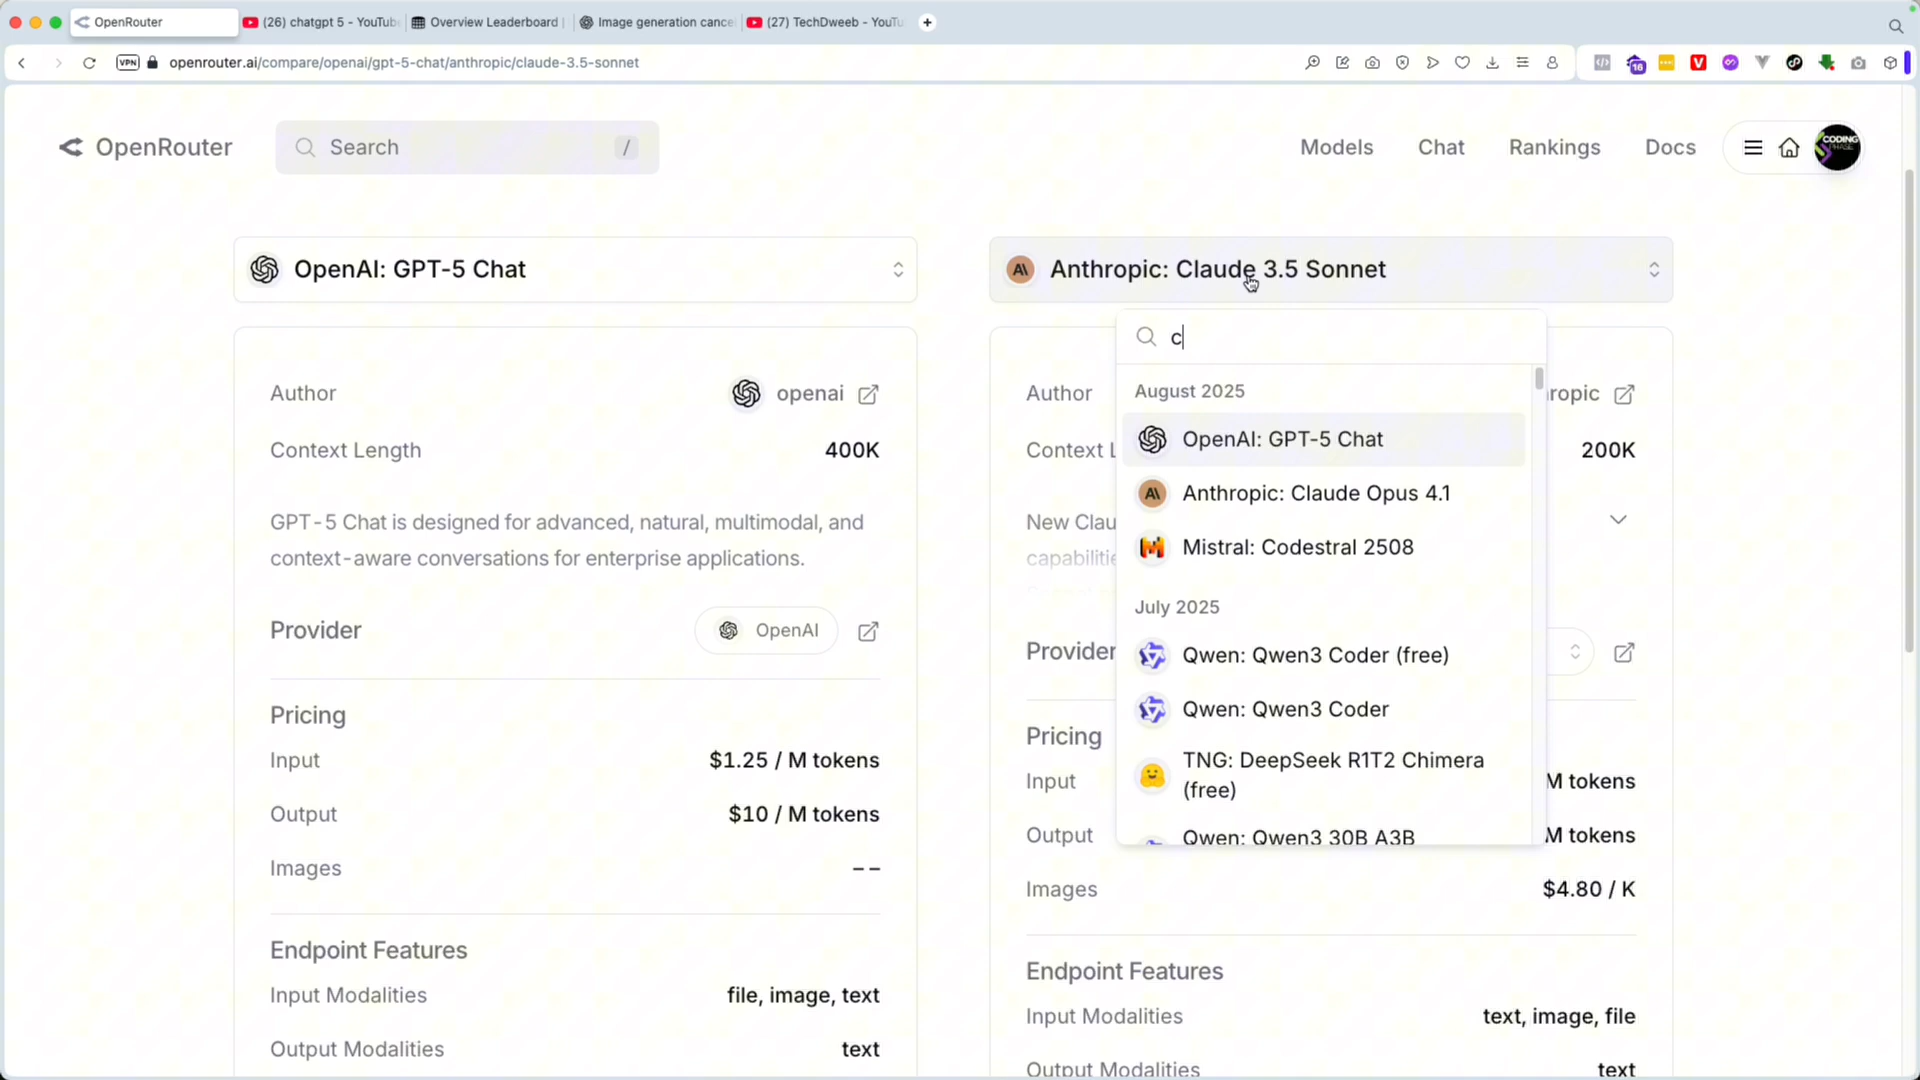 OpenRouter
(26) chatgpt 5 - YouTub
Overview Leaderboard |
Image generation cance
(27) TechDweeb - YouTu
VPN
openrouter.ai/compare/openai/gpt-5-chat/anthropic/claude-3.5-sonnet
16
OpenRouter
Search
/
Models
Chat
Rankings
Docs
CODING
PHASE
OpenAI: GPT-5 Chat
Author
openai
Context Length
400K
GPT-5 Chat is designed for advanced, natural, multimodal, and
context-aware conversations for enterprise applications.
Provider
OpenAI
Pricing
Input
$1.25 / M tokens
Output
$10 / M tokens
Images
--
Endpoint Features
Input Modalities
file, image, text
Output Modalities
text
Anthropic: Claude 3.5 Sonnet
c
August 2025
OpenAI: GPT-5 Chat
Anthropic: Claude Opus 4.1
Mistral: Codestral 2508
July 2025
Qwen: Qwen3 Coder (free)
Qwen: Qwen3 Coder
TNG: DeepSeek R1T2 Chimera
(free)
Qwen: Qwen3 30B A3B
Author
ropic
Context L
200K
New Clau
capabilitie
Provider
Pricing
Input
M tokens
Output
M tokens
Images
$4.80 / K
Endpoint Features
Input Modalities
text, image, file
Output Modalities
text